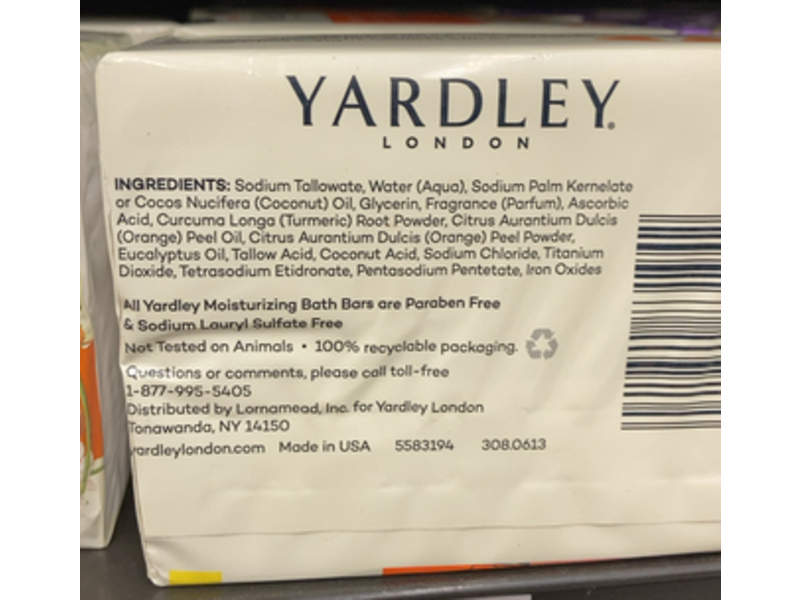 YARDLEY®
LONDON
INGREDIENTS: Sodium Tallowate, Water (Aqua), Sodium Palm Kernelate
or Cocos Nucifera (Coconut) Oil, Glycerin, Fragrance (Parfum), Ascorbic
Acid, Curcuma Longa (Turmeric) Root Powder, Citrus Aurantium Dulcis
(Orange) Peel Oil, Citrus Aurantium Dulcis (Orange) Peel Powder,
Eucalyptus Oil, Tallow Acid, Coconut Acid, Sodium Chloride, Titanium
Dioxide, Tetrasodium Etidronate, Pentasodium Pentetate, Iron Oxides
All Yardley Moisturizing Bath Bars are Paraben Free
& Sodium Lauryl Sulfate Free
Not Tested on Animals • 100% recyclable packaging.
Questions or comments, please call toll-free
1-877-995-5405
Distributed by Lornamead, Inc. for Yardley London
Tonawanda, NY 14150
yardleylondon.com Made in USA 5583194 308.0613